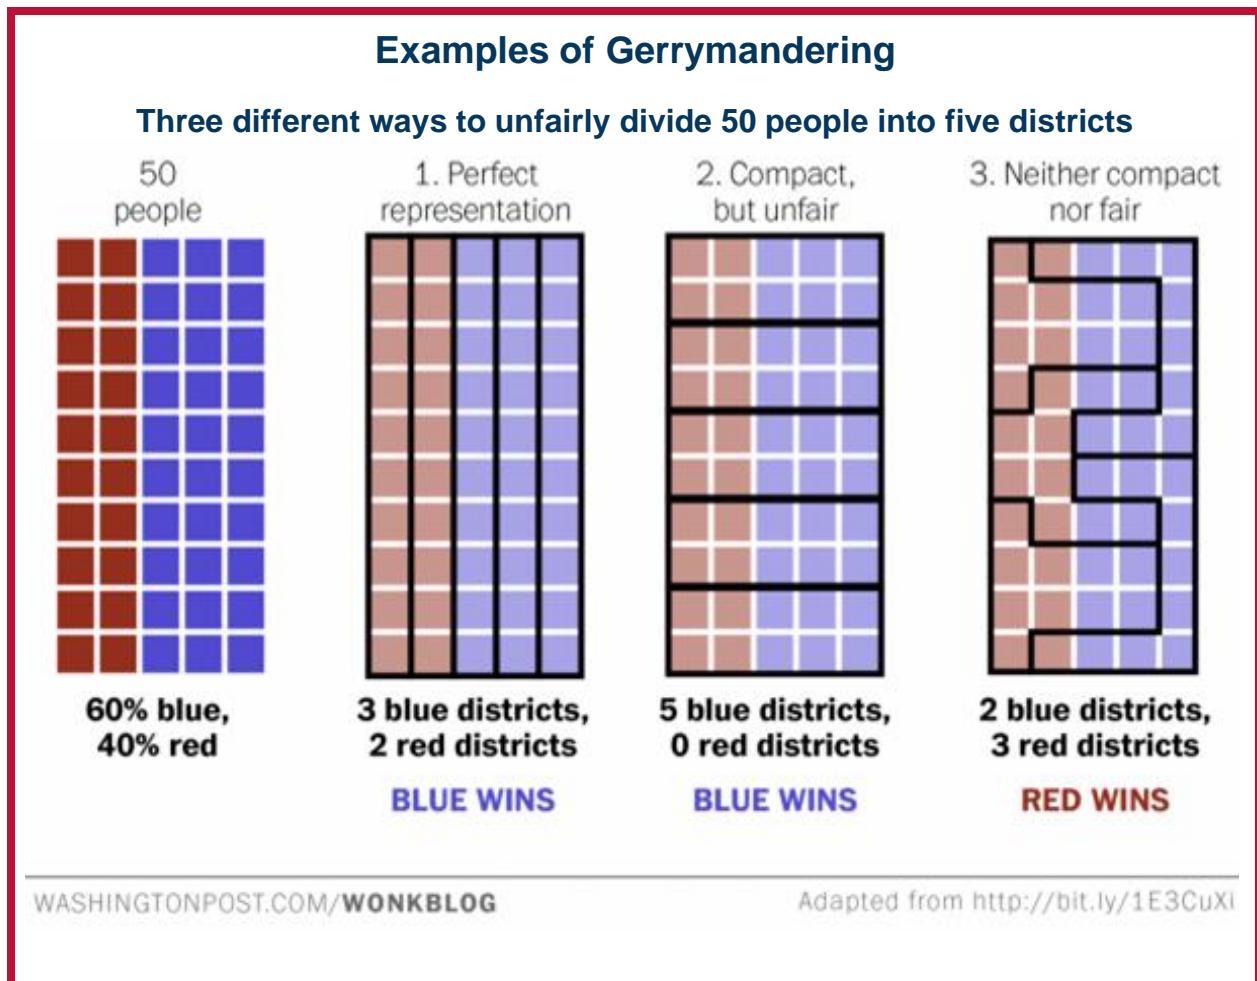 Examples of Gerrymandering
Three different ways to unfairly divide 50 people into five districts
50
people
1. Perfect
representation
2. Compact,
but unfair
3. Neither compact
nor fair
60% blue,
40% red
3 blue districts,
2 red districts
BLUE WINS
5 blue districts,
0 red districts
BLUE WINS
2 blue districts,
3 red districts
RED WINS
WASHINGTONPOST.COM/WONKBLOG
Adapted from http://bit.ly/1E3CuXi